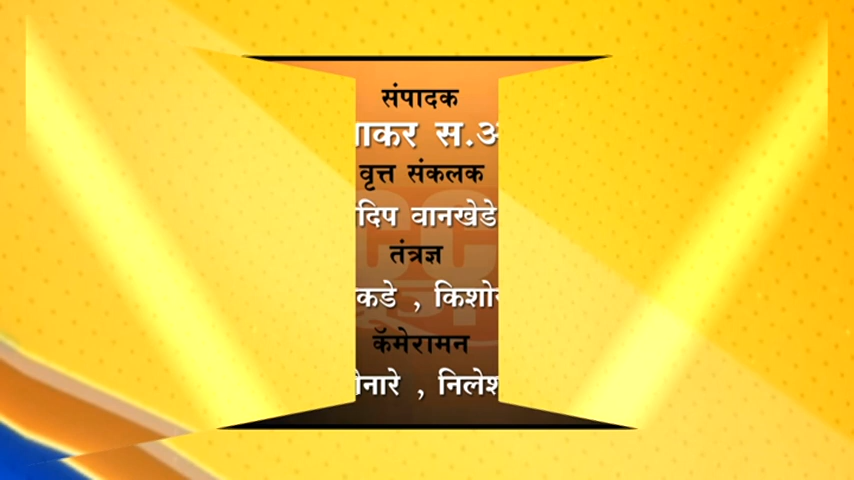 संपादक
ाकर स.अ
वृत्त संकलक
दिप वानखेडे
तंत्रज्ञ
कडे , किशो
कॅमेरामन
ोनारे , निलेश